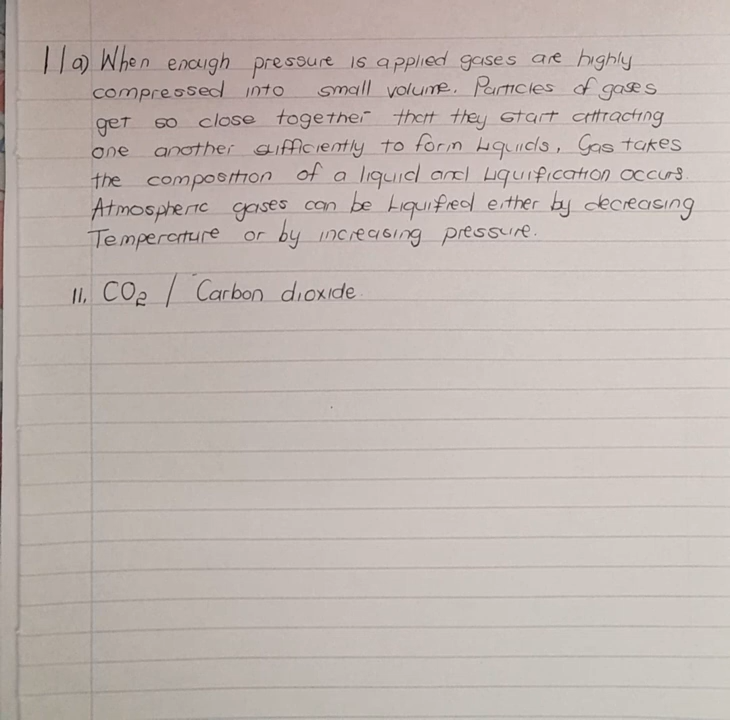 11a) When enough pressure is applied gases are highly
compressed into small volume. Particles of gases
get so close together that they start attracting
one another sufficiently to form Liquids, Gas takes
the composition of a liquid and Liquification occurs.
Atmospheric gases can be Liquified either by decreasing
Temperature or by increasing pressure.
11. CO₂ / Carbon dioxide.